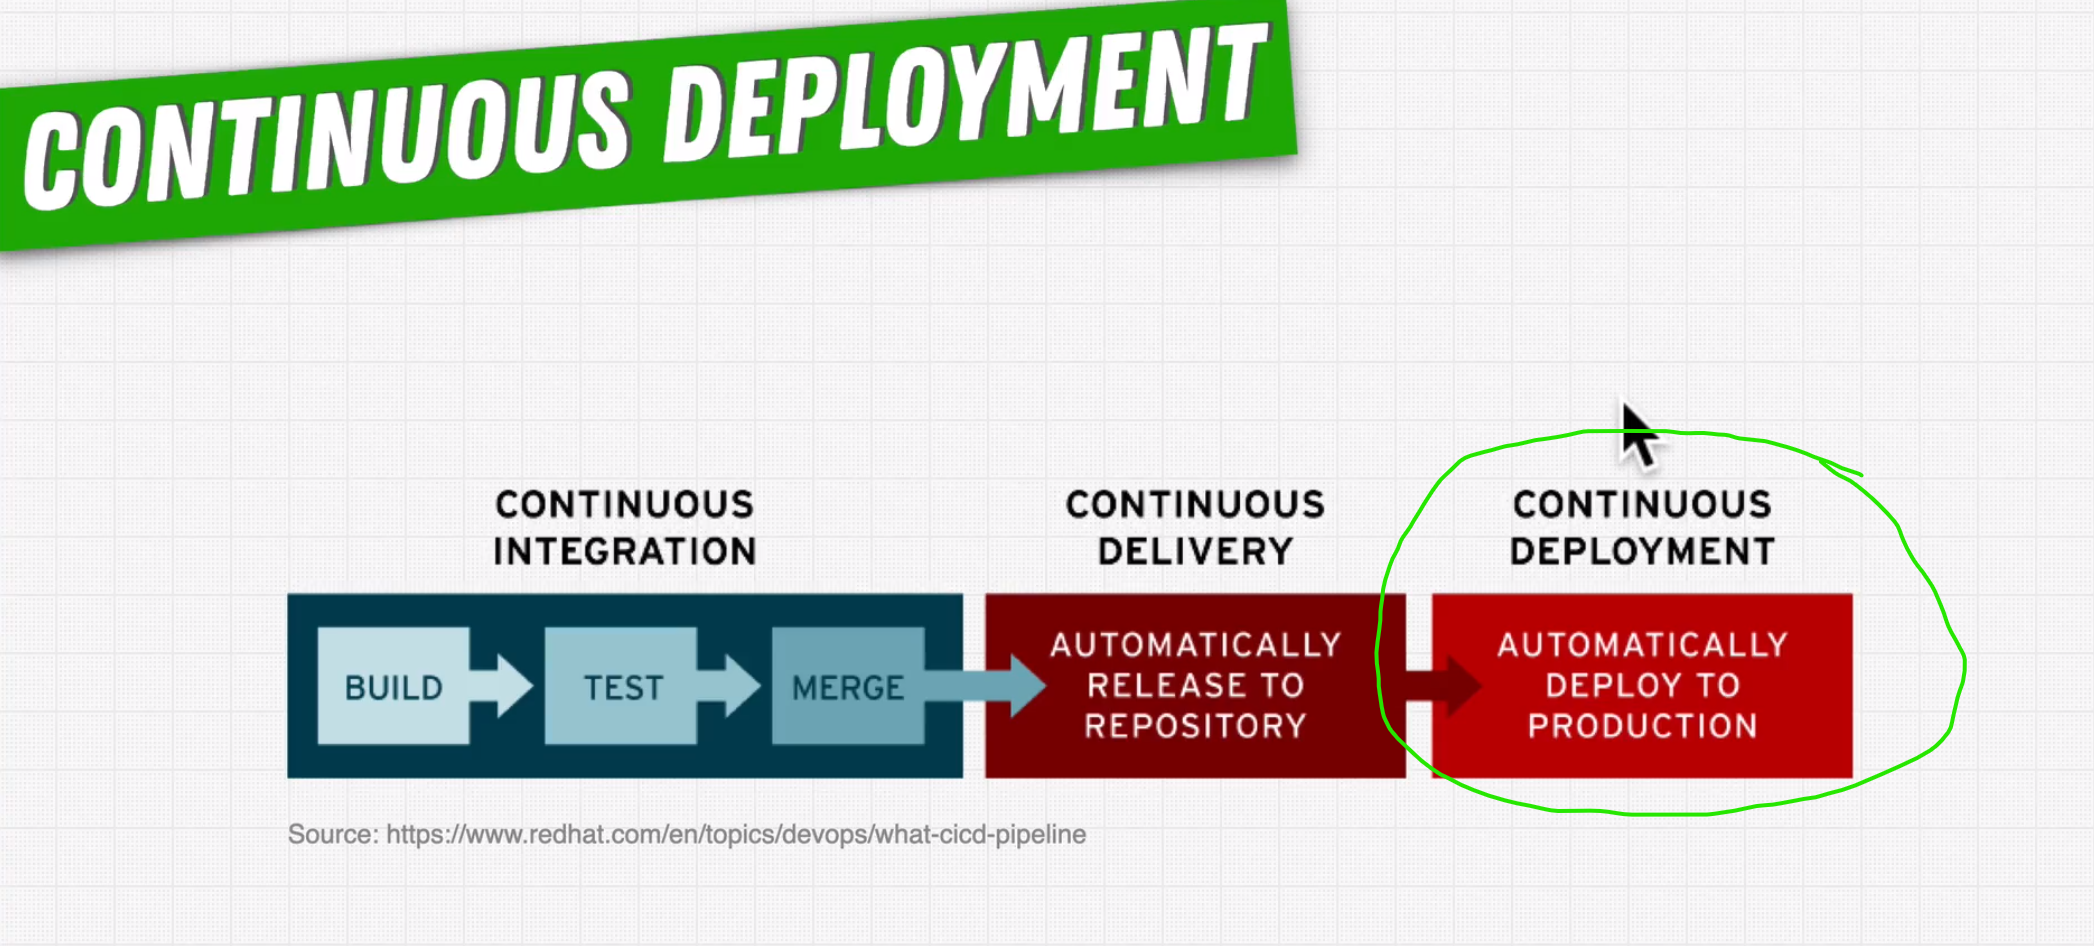 CONTINUOUS DEPLOYMENT
CONTINUOUS
INTEGRATION
BUILD
TEST
MERGE
CONTINUOUS
DELIVERY
AUTOMATICALLY
RELEASE TO
REPOSITORY
CONTINUOUS
DEPLOYMENT
AUTOMATICALLY
DEPLOY TO
PRODUCTION
Source: https://www.redhat.com/en/topics/devops/what-cicd-pipeline